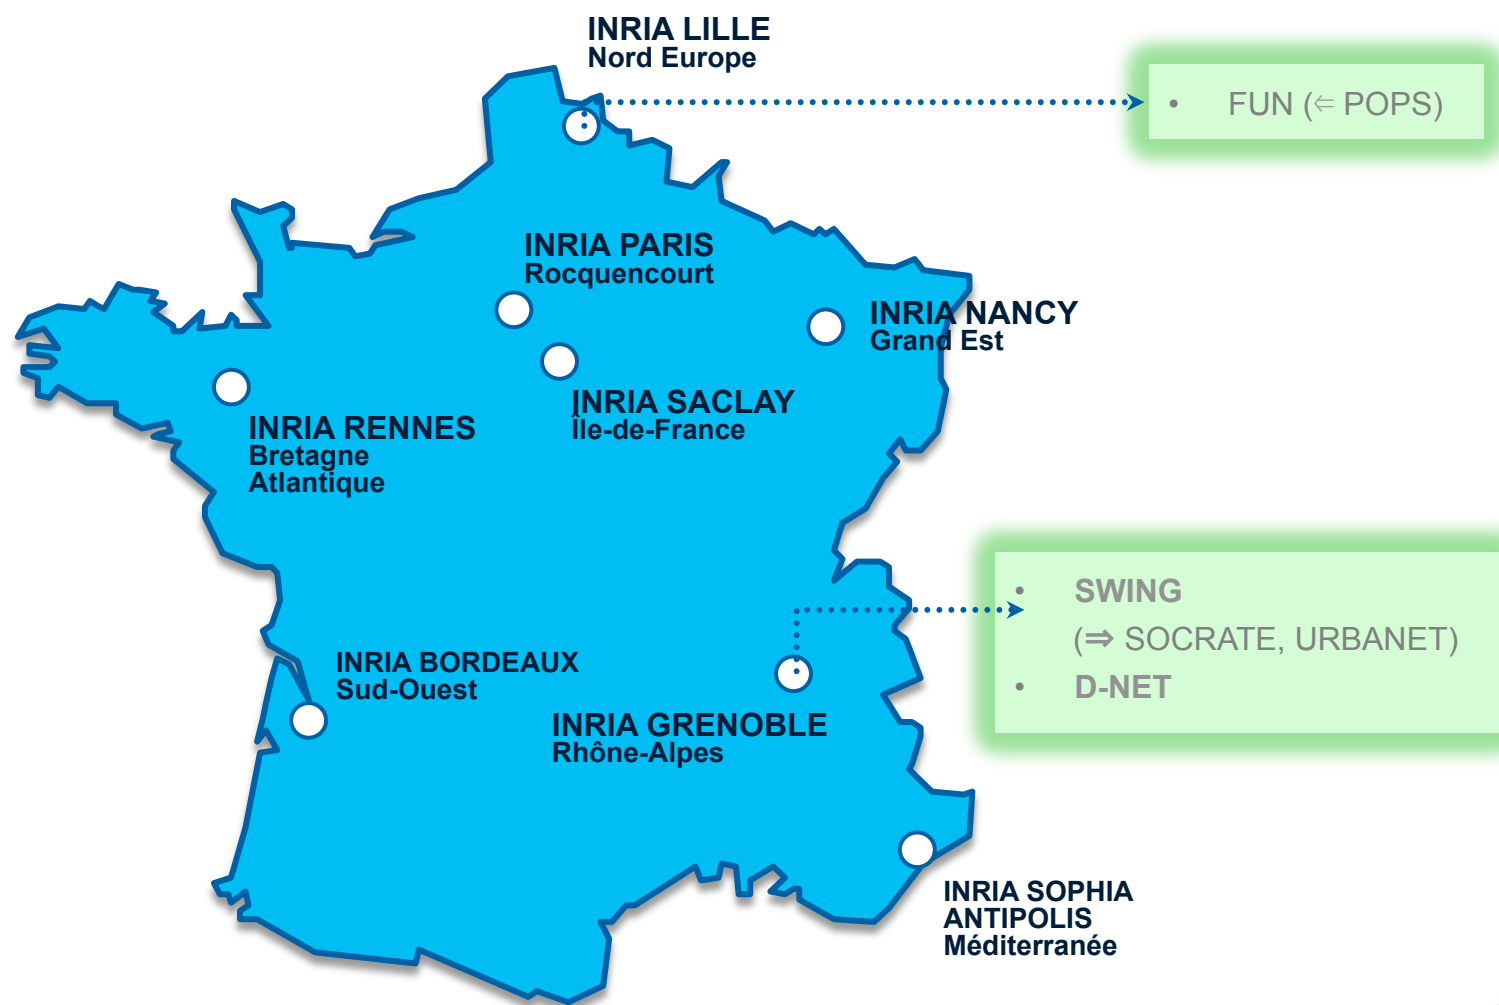 INRIA LILLE
Nord Europe
• FUN (⇐ POPS)
INRIA PARIS
Rocquencourt
INRIA NANCY
Grand Est
INRIA SACLAY
Île-de-France
INRIA RENNES
Bretagne
Atlantique
• SWING
(⇒ SOCRATE, URBANET)
• D-NET
INRIA BORDEAUX
Sud-Ouest
INRIA GRENOBLE
Rhône-Alpes
INRIA SOPHIA
ANTIPOLIS
Méditerranée